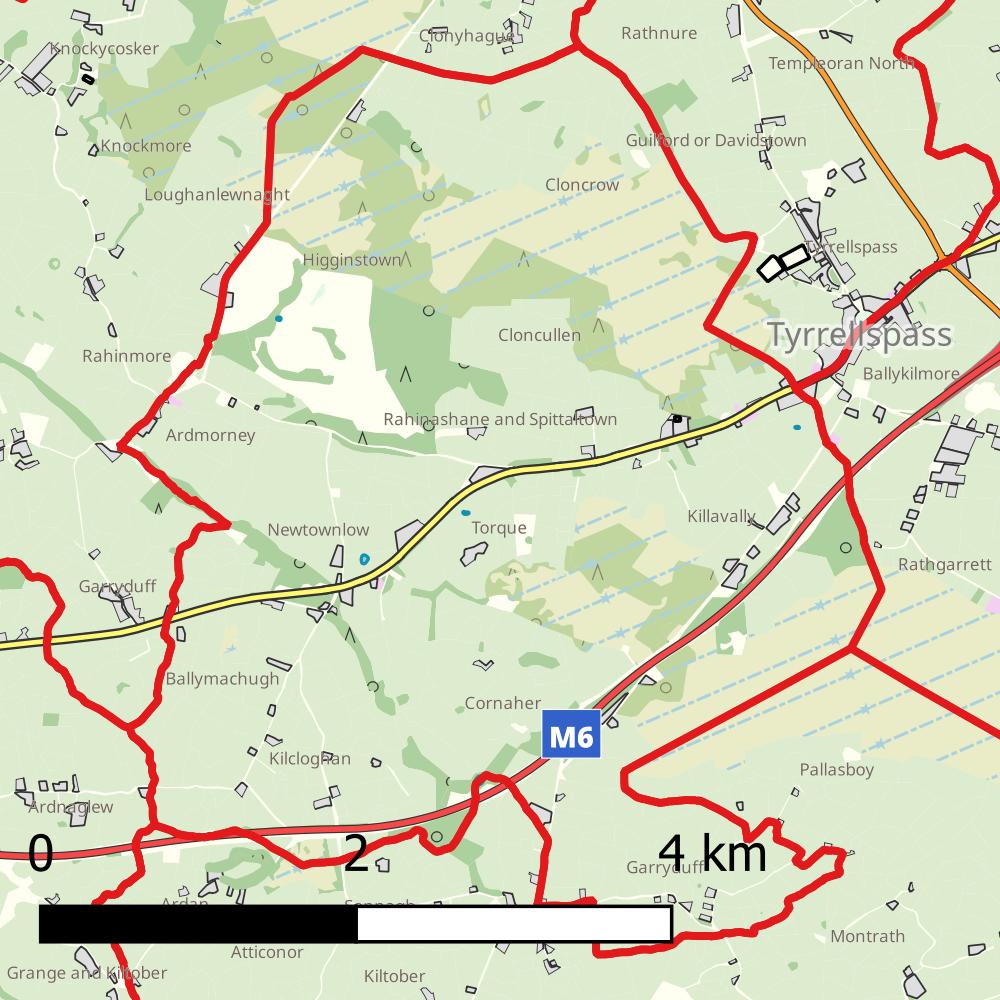 Clonyhague
Rathnure
Knockycosker
Templeoran North
Guilford or Davidstown
Knockmore
Cloncrow
Loughanlewnaght
Tyrrellspass
Higginstown
Cloncullen
Tyrrellspass
Rahinmore
Ballykilmore
Rahinashane and Spittaltown
Ardmorney
Killavally
Torque
Newtownlow
Rathgarrett
Garryduff
Ballymachugh
Cornaher
M6
Kilcloghan
Pallasboy
Ardnaglew
0 2 4 km
Garryduff
Ardan
Sonnagh
Montrath
Atticonor
Grange and Kiltober
Kiltober